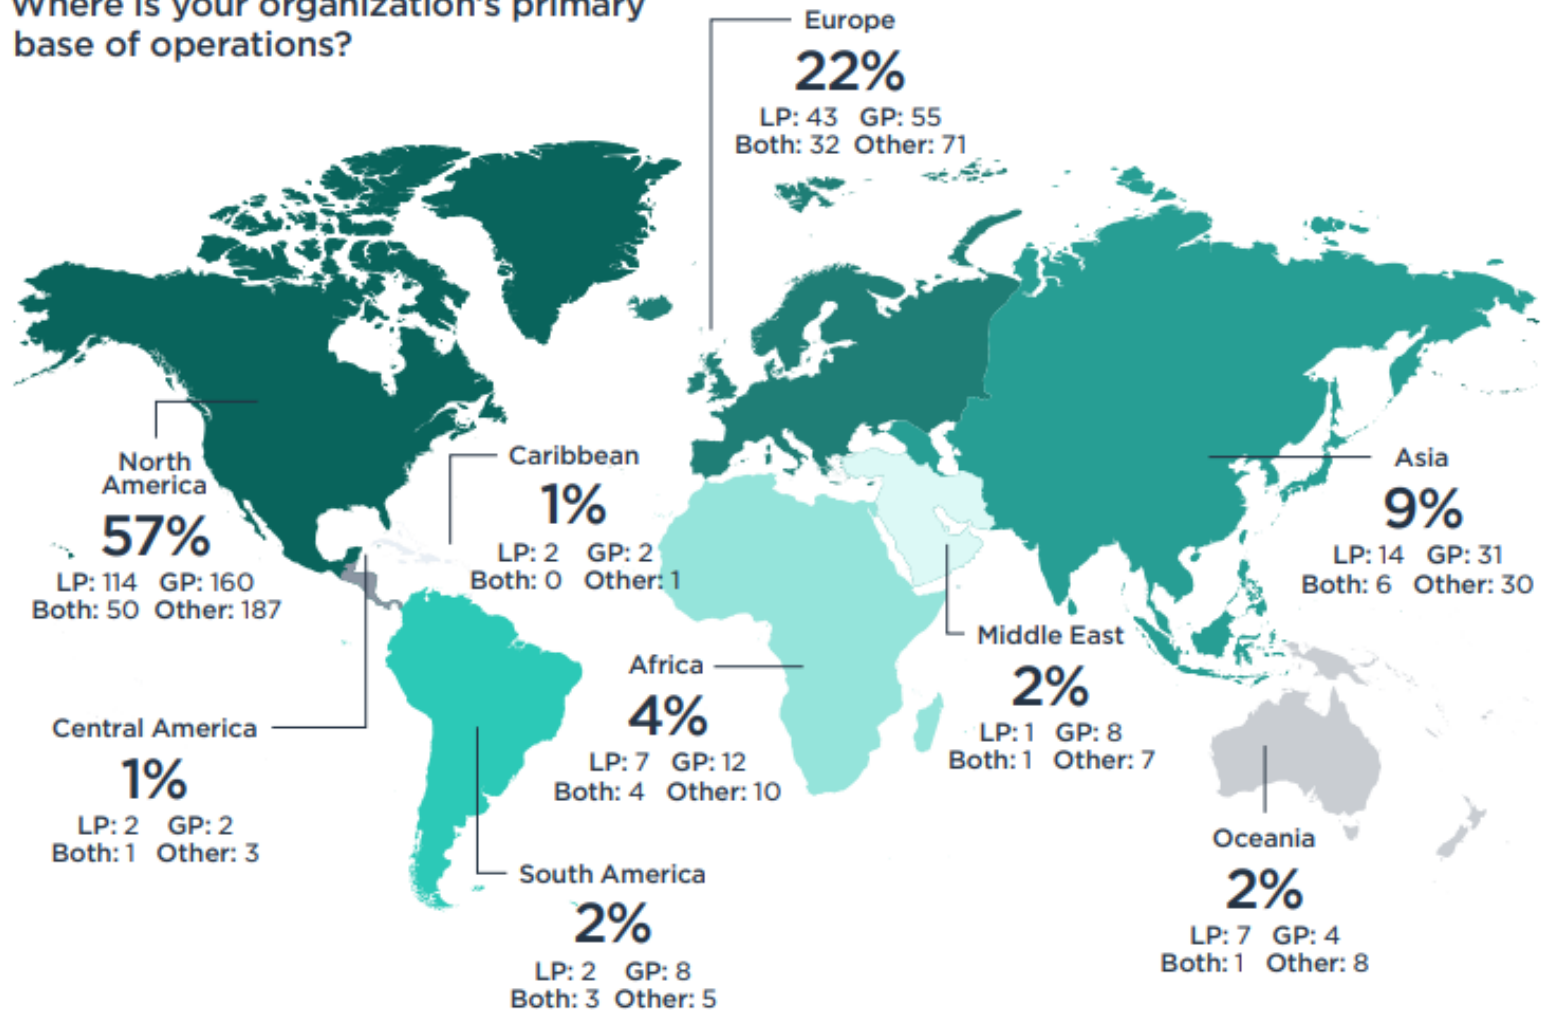 Where is your organization's primary
base of operations?
Europe
22%
LP: 43 GP: 55
Both: 32 Other: 71
North
America
57%
LP: 114 GP: 160
Both: 50 Other: 187
Caribbean
1%
LP: 2 GP: 2
Both: 0 Other: 1
Asia
9%
LP: 14 GP: 31
Both: 6 Other: 30
Central America
1%
LP: 2 GP: 2
Both: 1 Other: 3
Africa
4%
LP: 7 GP: 12
Both: 4 Other: 10
Middle East
2%
LP: 1 GP: 8
Both: 1 Other: 7
South America
2%
LP: 2 GP: 8
Both: 3 Other: 5
Oceania
2%
LP: 7 GP: 4
Both: 1 Other: 8